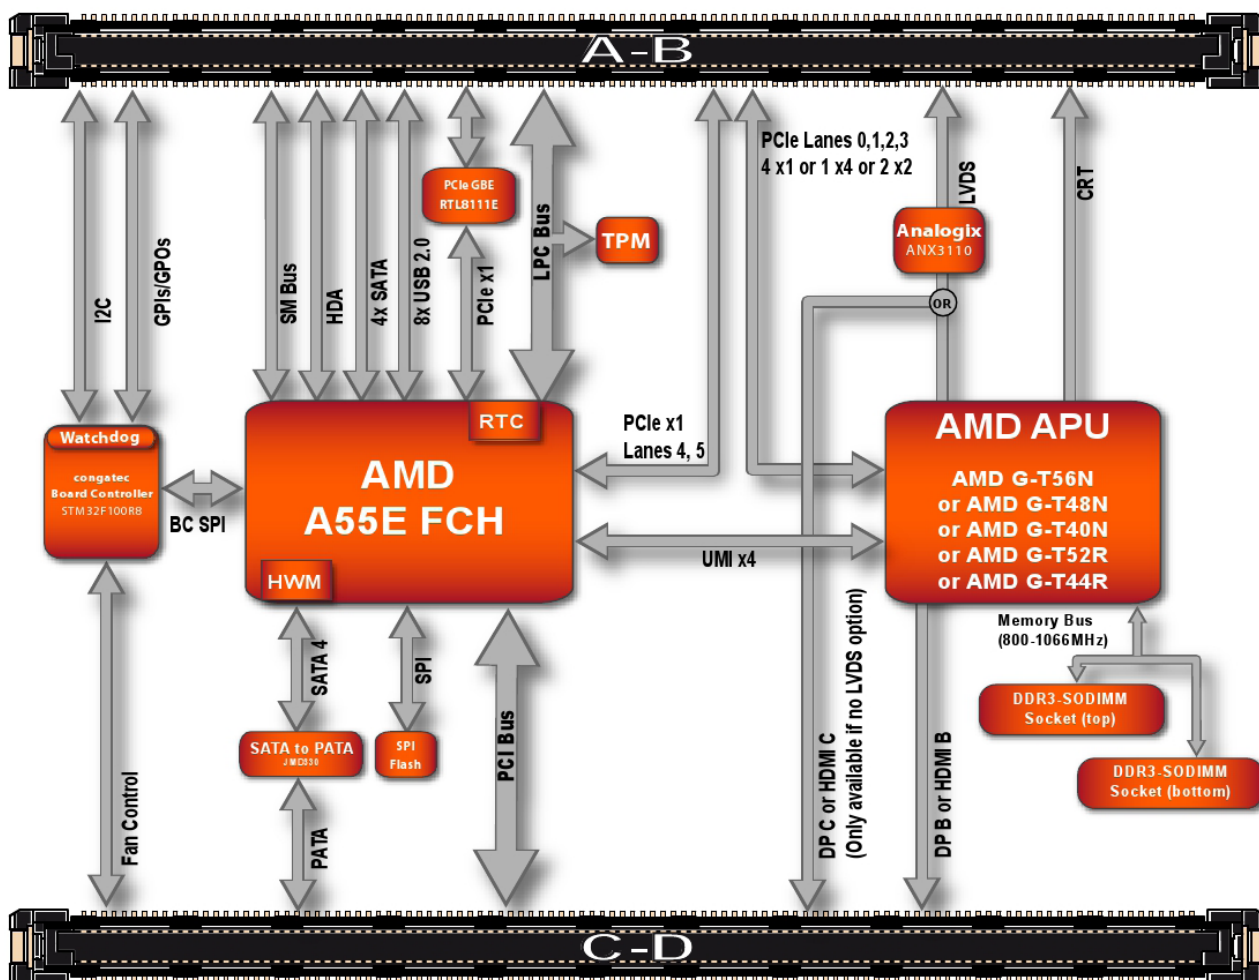 A-B
PCIe Lanes 0,1,2,3
4 x1 or 1 x4 or 2 x2
I2C
GPIs/GPOs
SM Bus
HDA
4x SATA
8x USB 2.0
PCIe GBE
RTL8111E
PCIe x1
LPC Bus
TPM
LVDS
CRT
Analogix
ANX3110
OR
Watchdog
congatec
Board Controller
STM32F100R8
BC SPI
RTC
AMD
A55E FCH
HWM
PCIe x1
Lanes 4, 5
UMI x4
AMD APU
AMD G-T56N
or AMD G-T48N
or AMD G-T40N
or AMD G-T52R
or AMD G-T44R
Memory Bus
(800-1066MHz)
DDR3-SODIMM
Socket (top)
DDR3-SODIMM
Socket (bottom)
SATA 4
SPI
PCI Bus
SATA to PATA
JMD330
SPI
Flash
Fan Control
PATA
DP C or HDMI C
(Only available if no LVDS option)
DP B or HDMI B
C-D